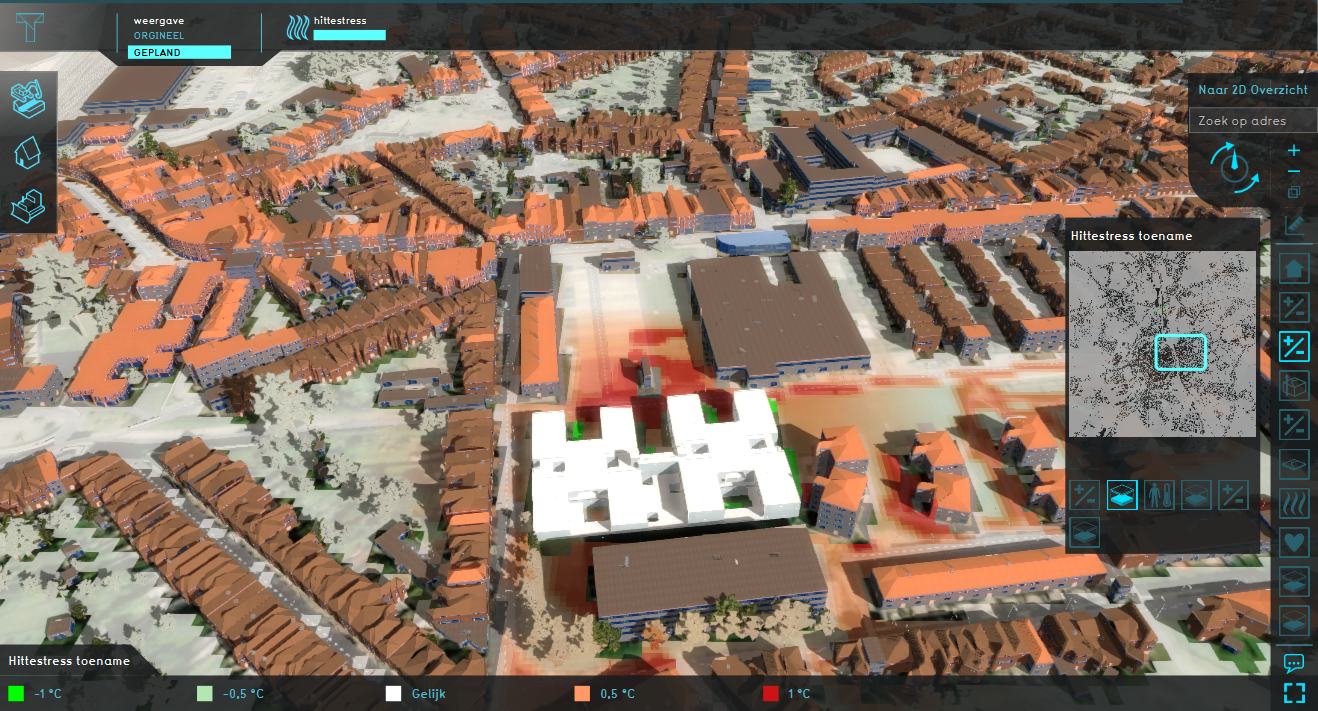 weergave
ORGINEEL
GEPLAND
hittestress
Naar 2D Overzicht
Zoek op adres
Hittestress toename
Hittestress toename
-1 °C
-0,5 °C
Gelijk
0,5 °C
1 °C